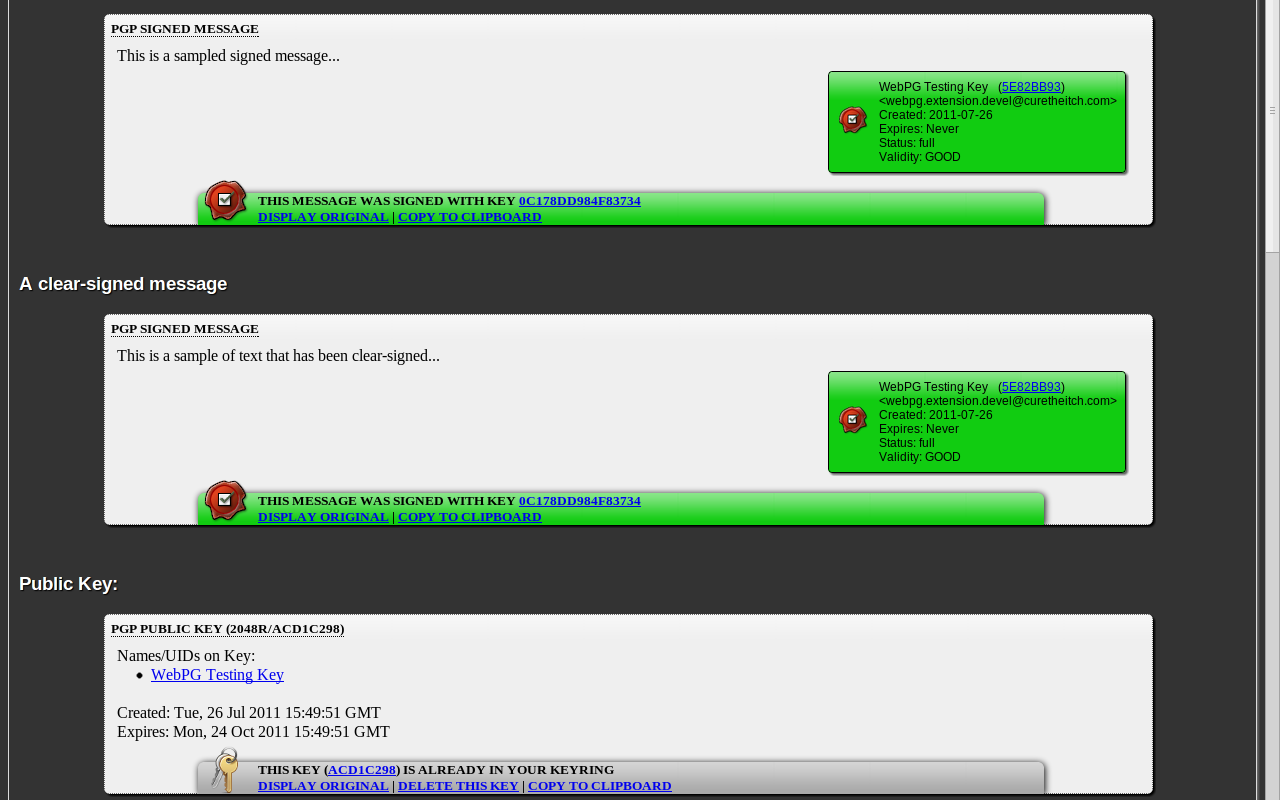 PGP SIGNED MESSAGE
This is a sampled signed message...
WebPG Testing Key (5E82BB93)
<webpg.extension.devel@curetheitch.com>
Created: 2011-07-26
Expires: Never
Status: full
Validity: GOOD
THIS MESSAGE WAS SIGNED WITH KEY 0C178DD984F83734
DISPLAY ORIGINAL | COPY TO CLIPBOARD
A clear-signed message
PGP SIGNED MESSAGE
This is a sample of text that has been clear-signed...
WebPG Testing Key (5E82BB93)
<webpg.extension.devel@curetheitch.com>
Created: 2011-07-26
Expires: Never
Status: full
Validity: GOOD
THIS MESSAGE WAS SIGNED WITH KEY 0C178DD984F83734
DISPLAY ORIGINAL | COPY TO CLIPBOARD
Public Key:
PGP PUBLIC KEY (2048R/ACD1C298)
Names/UIDs on Key:
• WebPG Testing Key
Created: Tue, 26 Jul 2011 15:49:51 GMT
Expires: Mon, 24 Oct 2011 15:49:51 GMT
THIS KEY (ACD1C298) IS ALREADY IN YOUR KEYRING
DISPLAY ORIGINAL | DELETE THIS KEY | COPY TO CLIPBOARD